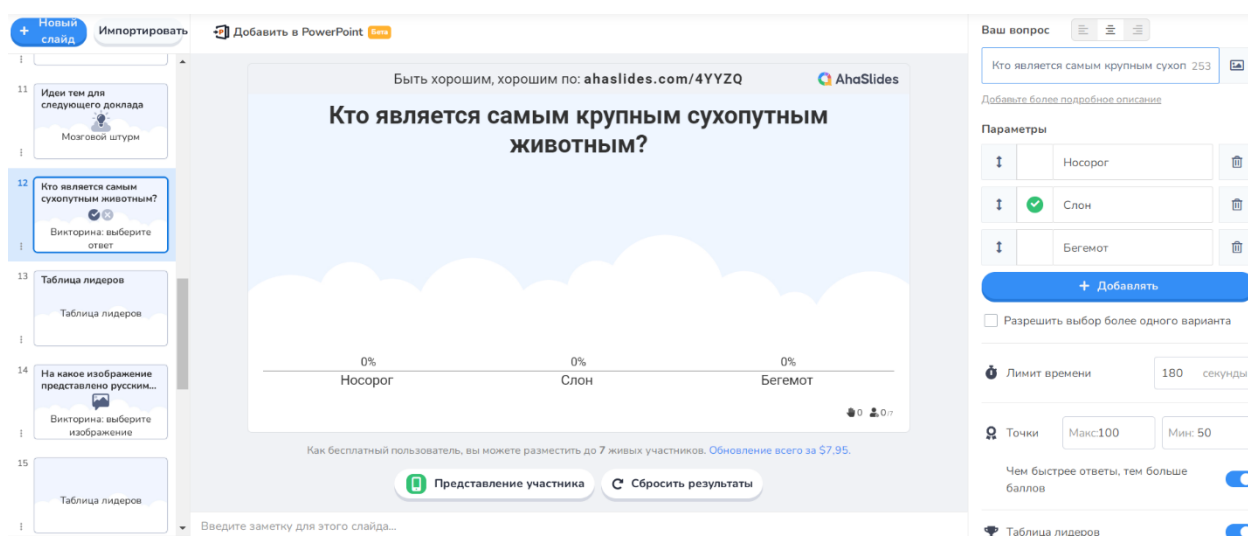 + Новый слайд
Импортировать
Добавить в PowerPoint Бета
11
Идеи тем для
следующего доклада
Мозговой штурм
12
Кто является самым
сухопутным животным?
Викторина: выберите
ответ
13
Таблица лидеров
Таблица лидеров
14
На какое изображение
представлено русским...
Викторина: выберите
изображение
15
Таблица лидеров
Быть хорошим, хорошим по: ahaslides.com/4YYZQ
AhaSlides
Кто является самым крупным сухопутным
животным?
0% 0% 0%
Носорог Слон Бегемот
0 0/7
Как бесплатный пользователь, вы можете разместить до 7 живых участников. Обновление всего за $7,95.
Представление участника
Сбросить результаты
Введите заметку для этого слайда...
Ваш вопрос
Кто является самым крупным сухоп 253
Добавьте более подробное описание
Параметры
Носорог
Слон
Бегемот
+ Добавлять
Разрешить выбор более одного варианта
Лимит времени 180 секунды
Точки Макс:100 Мин: 50
Чем быстрее ответы, тем больше
баллов
Таблица лидеров